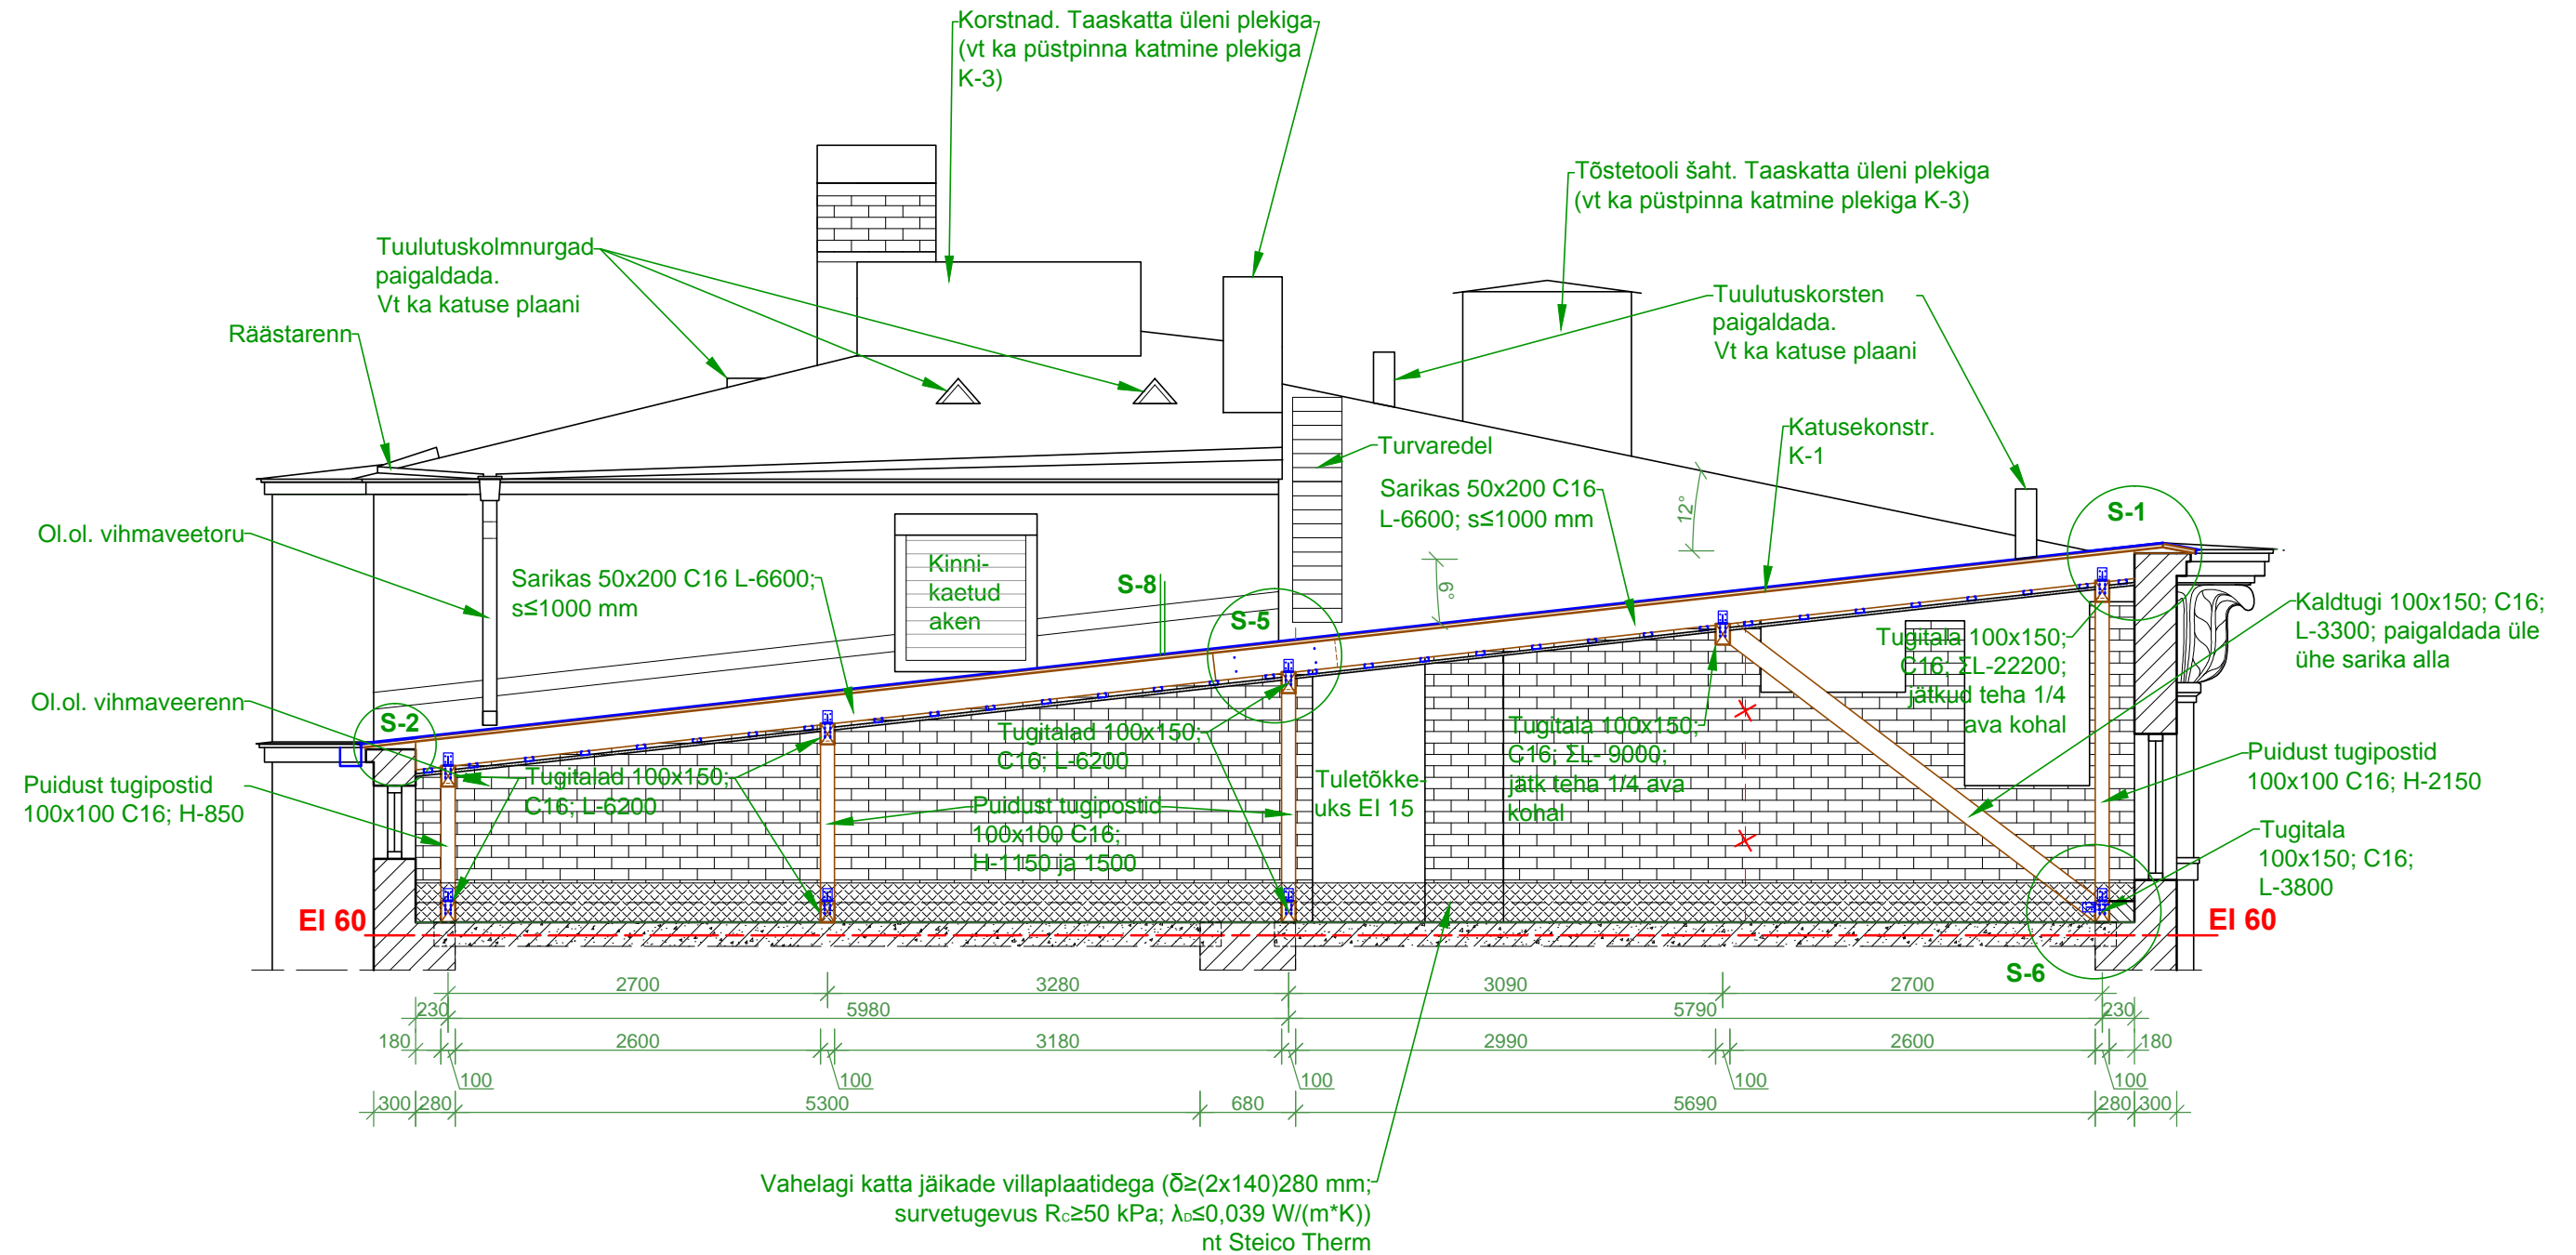 Korstnad. Taaskatta üleni plekiga
(vt ka püstpinna katmine plekiga
K-3)
Tõstetooli šaht. Taaskatta üleni plekiga
(vt ka püstpinna katmine plekiga K-3)
Tuulutuskolmnurgad
paigaldada.
Vt ka katuse plaani
Räästarenn
Tuulutuskorsten
paigaldada.
Vt ka katuse plaani
Katusekonstr.
K-1
Turvaredel
Sarikas 50x200 C16
L-6600; s≤1000 mm
12°
S-1
Ol.ol. vihmaveetoru
Sarikas 50x200 C16 L-6600;
s≤1000 mm
Kinni-
kaetud
aken
S-8
S-5
6°
Kaldtugi 100x150; C16;
L-3300; paigaldada üle
ühe sarika alla
Tugitala 100x150;
C16; ΣL-22200;
jätkud teha 1/4
ava kohal
Ol.ol. vihmaveerenn
S-2
Tugitalad 100x150;
C16; L-6200
Tugitala 100x150;
C16; ΣL- 9000;
jätk teha 1/4 ava
kohal
Puidust tugipostid
100x100 C16; H-2150
Puidust tugipostid
100x100 C16; H-850
Tugitalad 100x150;
C16; L-6200
Tuletõkke-
uks EI 15
Puidust tugipostid
100x100 C16;
H-1150 ja 1500
Tugitala
100x150; C16;
L-3800
EI 60
EI 60
S-6
2700
3280
3090
2700
230
5980
5790
230
180
2600
3180
2990
2600
180
100
100
100
100
100
300
280
5300
680
5690
280
300
Vahelagi katta jäikade villaplaatidega (δ≥(2x140)280 mm;
survetugevus Rc≥50 kPa; λD≤0,039 W/(m*K))
nt Steico Therm